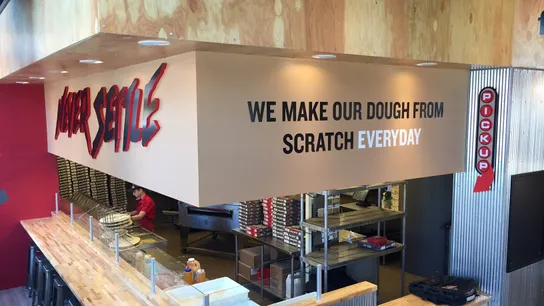 NEVER SETTLE
WE MAKE OUR DOUGH FROM
SCRATCH EVERYDAY
PICKUP